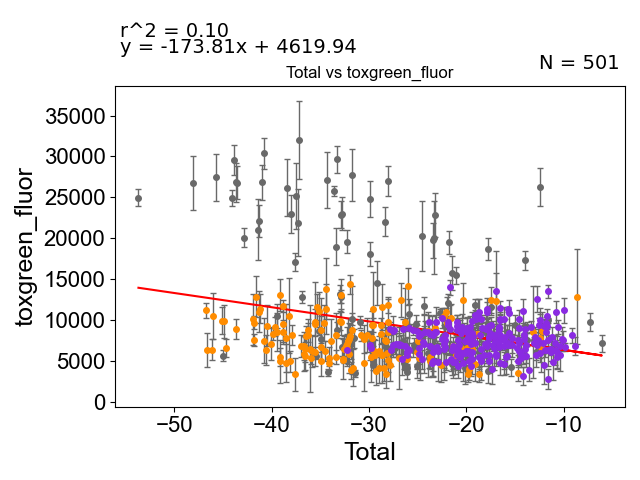 r^2 = 0.10
y = -173.81x + 4619.94
N = 501
Total vs toxgreen_fluor
35000
30000
25000
20000
15000
10000
5000
0
toxgreen_fluor
−50
−40
−30
−20
−10
Total